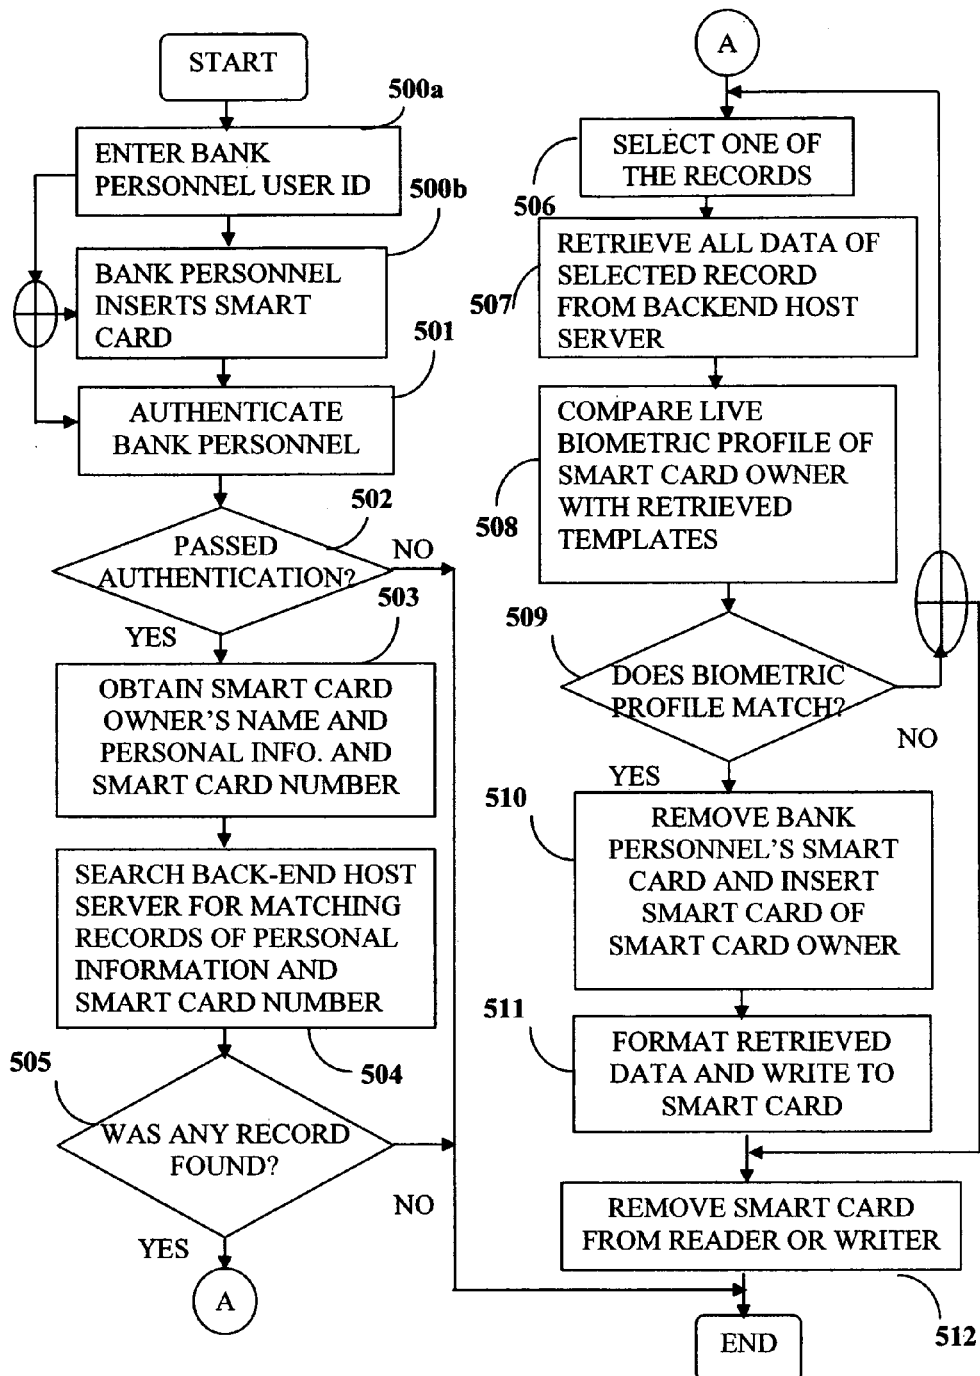 START
500a
ENTER BANK
PERSONNEL USER ID
500b
BANK PERSONNEL
INSERTS SMART
CARD
501
AUTHENTICATE
BANK PERSONNEL
502
PASSED
AUTHENTICATION?
NO
YES
503
OBTAIN SMART CARD
OWNER'S NAME AND
PERSONAL INFO. AND
SMART CARD NUMBER
SEARCH BACK-END HOST
SERVER FOR MATCHING
RECORDS OF PERSONAL
INFORMATION AND
SMART CARD NUMBER
504
505
WAS ANY RECORD
FOUND?
NO
YES
A
A
SELECT ONE OF
THE RECORDS
506
RETRIEVE ALL DATA OF
SELECTED RECORD
FROM BACKEND HOST
SERVER
507
COMPARE LIVE
BIOMETRIC PROFILE OF
SMART CARD OWNER
WITH RETRIEVED
TEMPLATES
508
509
DOES BIOMETRIC
PROFILE MATCH?
NO
YES
510
REMOVE BANK
PERSONNEL'S SMART
CARD AND INSERT
SMART CARD OF
SMART CARD OWNER
511
FORMAT RETRIEVED
DATA AND WRITE TO
SMART CARD
REMOVE SMART CARD
FROM READER OR WRITER
512
END